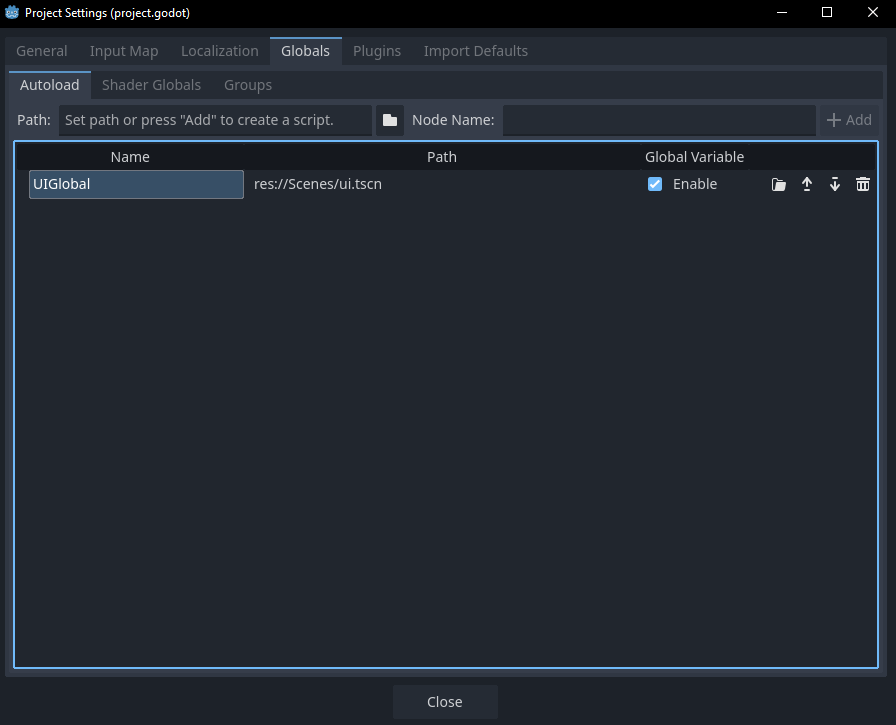 Project Settings (project.godot)
General Input Map Localization Globals Plugins Import Defaults
Autoload Shader Globals Groups
Path: Set path or press "Add" to create a script. Node Name: Add
Name Path Global Variable
UIGlobal res://Scenes/ui.tscn Enable
Close